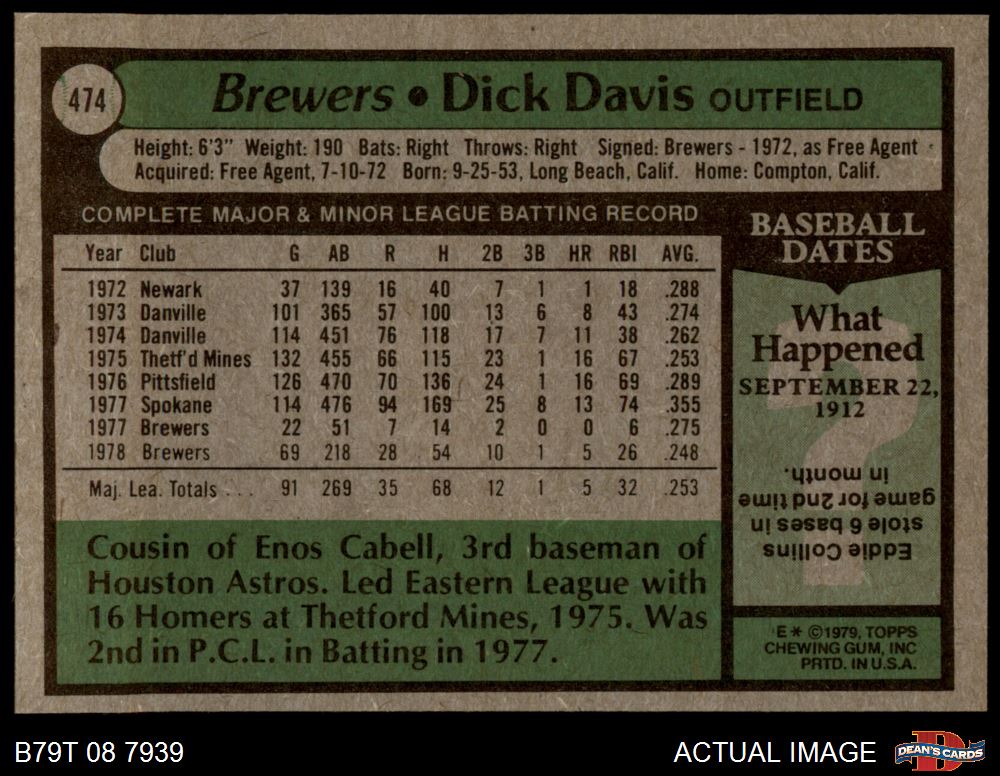 474
Brewers • Dick Davis OUTFIELD
Height: 6'3" Weight: 190 Bats: Right Throws: Right Signed: Brewers - 1972, as Free Agent
Acquired: Free Agent, 7-10-72 Born: 9-25-53, Long Beach, Calif. Home: Compton, Calif.
COMPLETE MAJOR & MINOR LEAGUE BATTING RECORD
Year Club G AB R H 2B 3B HR RBI AVG.
1972 Newark 37 139 16 40 7 1 1 18 .288
1973 Danville 101 365 57 100 13 6 8 43 .274
1974 Danville 114 451 76 118 17 7 11 38 .262
1975 Thetf'd Mines 132 455 66 115 23 1 16 67 .253
1976 Pittsfield 126 470 70 136 24 1 16 69 .289
1977 Spokane 114 476 94 169 25 8 13 74 .355
1977 Brewers 22 51 7 14 2 0 0 6 .275
1978 Brewers 69 218 28 54 10 1 5 26 .248
Maj. Lea. Totals . . . 91 269 35 68 12 1 5 32 .253
Cousin of Enos Cabell, 3rd baseman of
Houston Astros. Led Eastern League with
16 Homers at Thetford Mines, 1975. Was
2nd in P.C.L. in Batting in 1977.
BASEBALL
DATES
What
Happened
SEPTEMBER 22,
1912
Eddie Collins
stole 6 bases in
game for 2nd time
in month.
E * ©1979, TOPPS
CHEWING GUM, INC
PRTD. IN U.S.A.
B79T 08 7939
ACTUAL IMAGE
D
DEAN'S CARDS